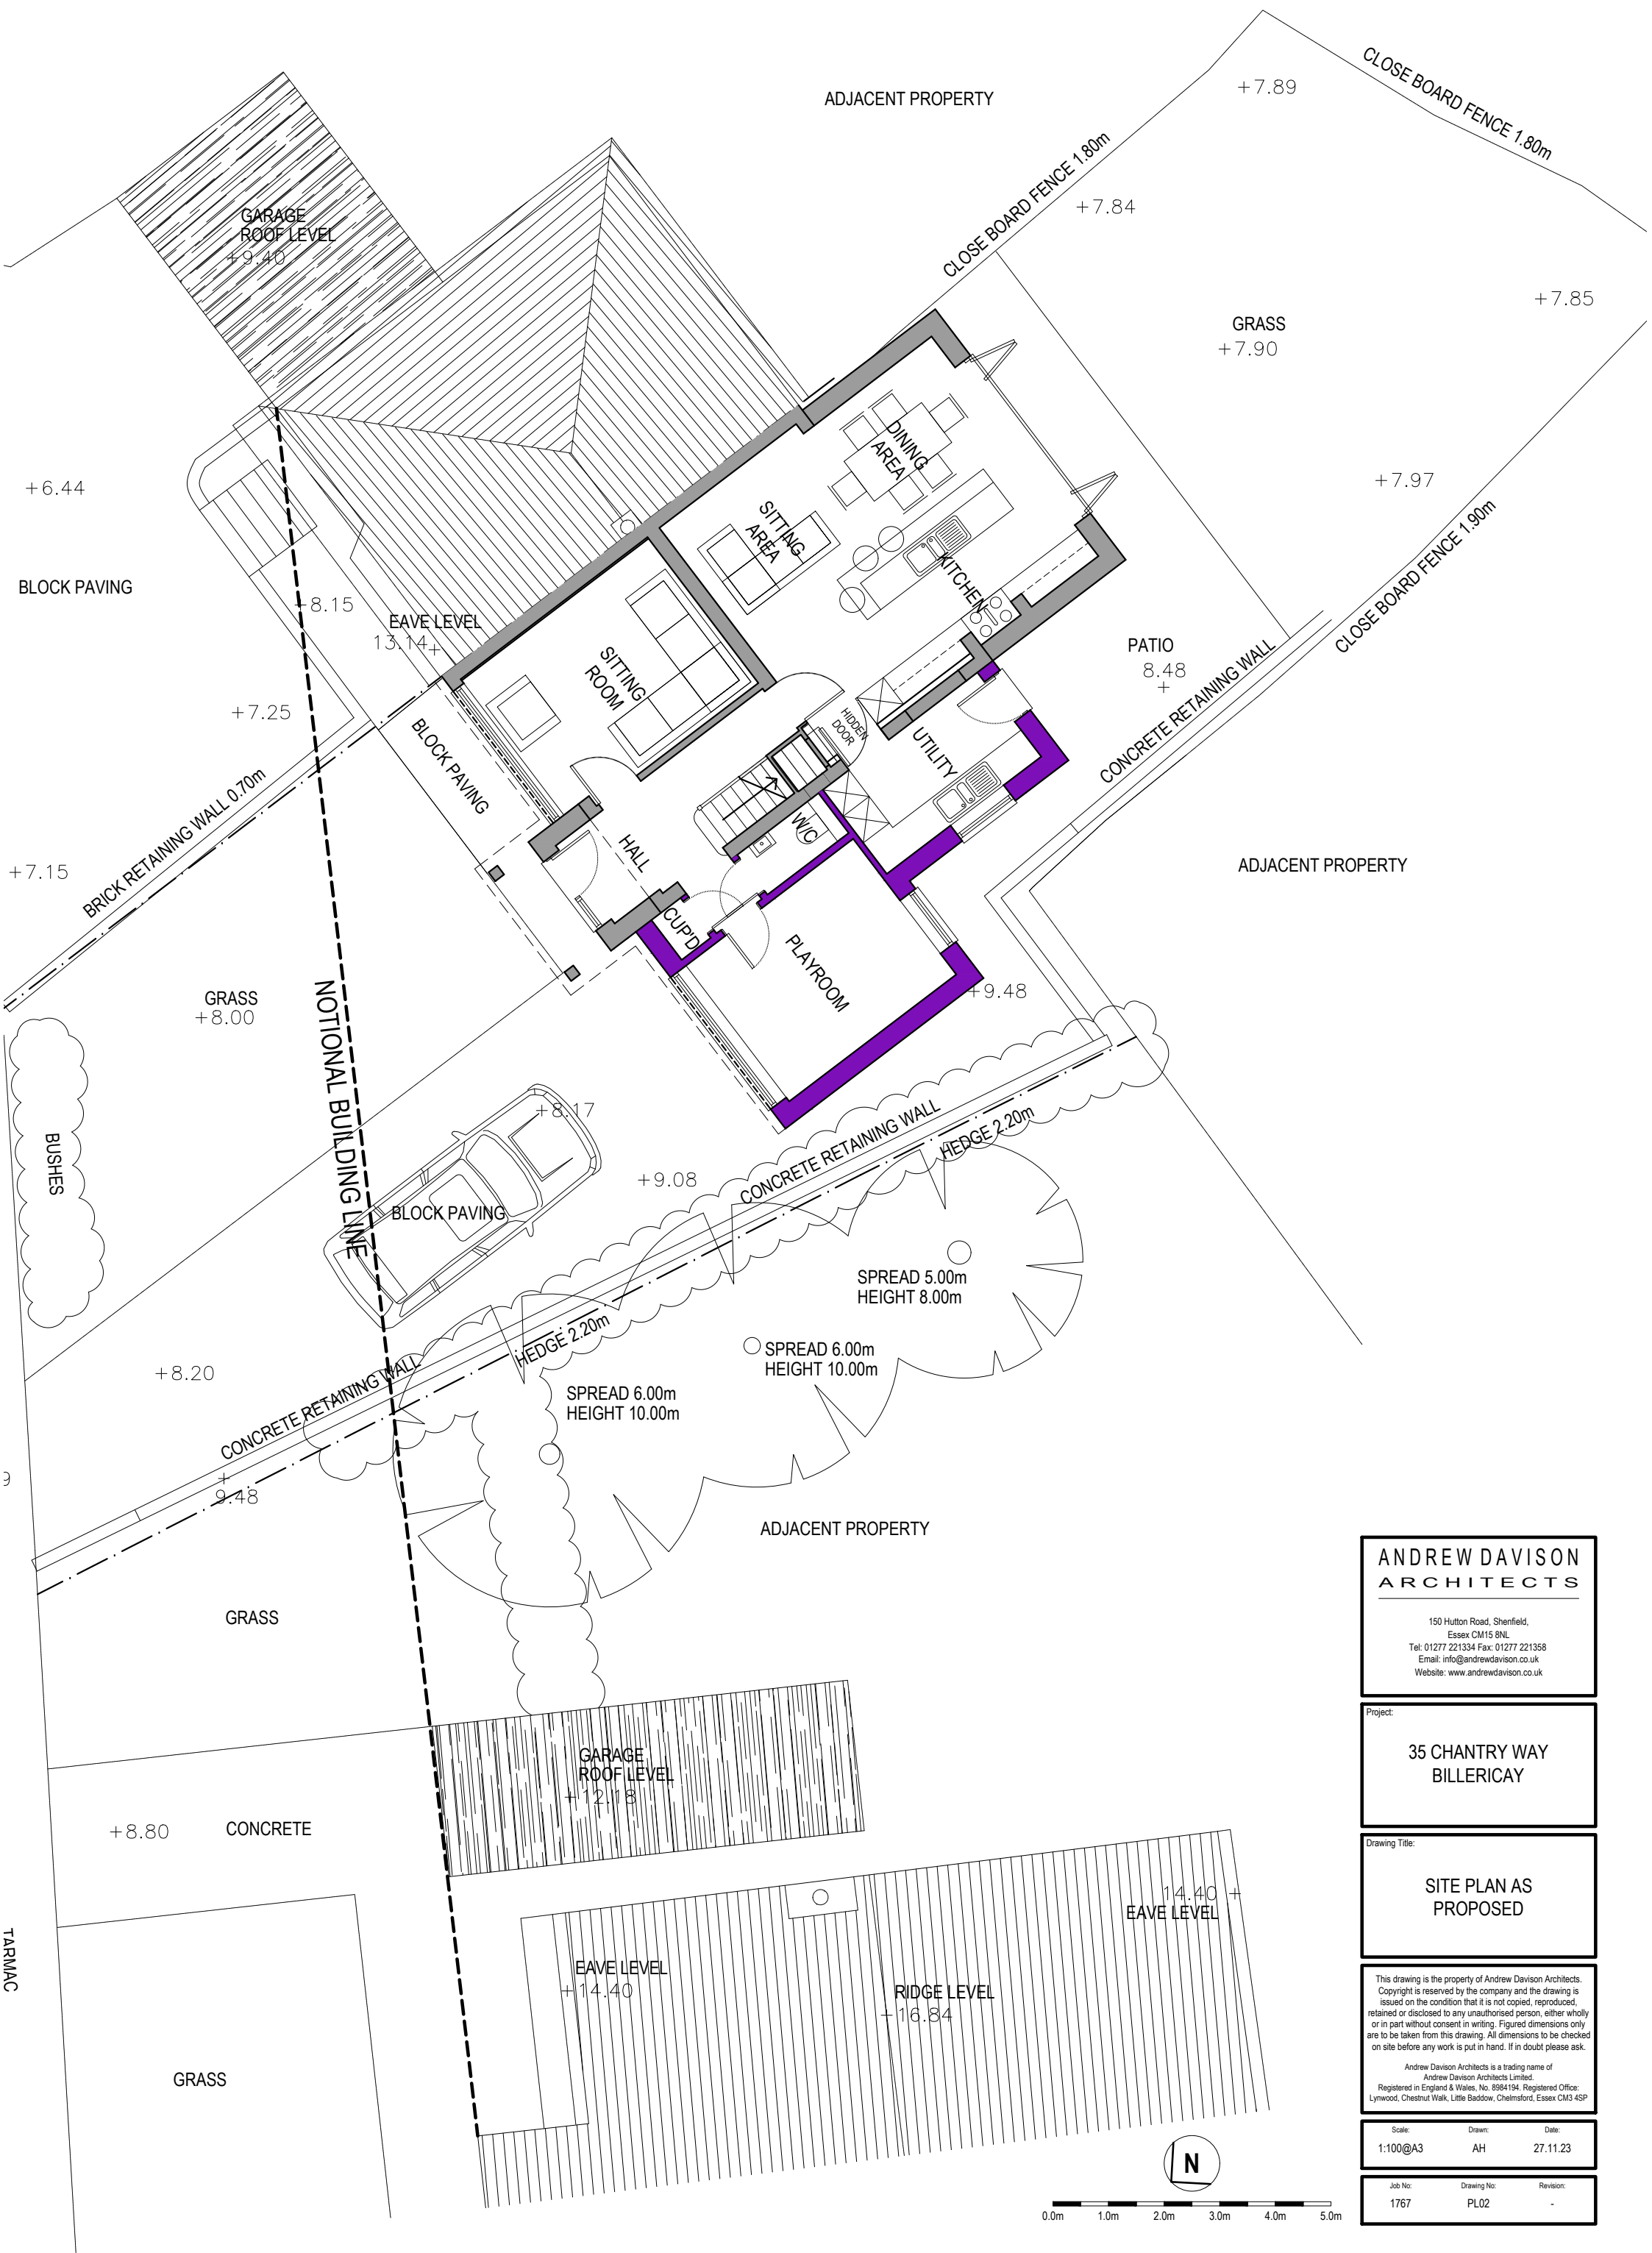 ADJACENT PROPERTY
+7.89
CLOSE BOARD FENCE 1.80m
CLOSE BOARD FENCE 1.80m
+7.84
GARAGE
ROOF LEVEL
+9.40
+7.85
GRASS
+7.90
+6.44
DINING
AREA
SITTING
AREA
KITCHEN
+7.97
CLOSE BOARD FENCE 1.90m
BLOCK PAVING
+8.15
EAVE LEVEL
13.14+
SITTING
ROOM
PATIO
8.48
+
CONCRETE RETAINING WALL
+7.25
BLOCK PAVING
HIDDEN
DOOR
UTILITY
BRICK RETAINING WALL 0.70m
W/C
HALL
+7.15
ADJACENT PROPERTY
CUP'D
PLAYROOM
+9.48
GRASS
+8.00
NOTIONAL BUILDING LINE
BUSHES
+8.17
BLOCK PAVING
+9.08
CONCRETE RETAINING WALL
HEDGE 2.20m
SPREAD 5.00m
HEIGHT 8.00m
SPREAD 6.00m
HEIGHT 10.00m
HEDGE 2.20m
SPREAD 6.00m
HEIGHT 10.00m
+8.20
CONCRETE RETAINING WALL
9
+
9.48
ADJACENT PROPERTY
GRASS
GARAGE
ROOF LEVEL
+12.18
+8.80
CONCRETE
TARMAC
EAVE LEVEL
+14.40
RIDGE LEVEL
+16.84
14.40 +
EAVE LEVEL
GRASS
N
0.0m 1.0m 2.0m 3.0m 4.0m 5.0m
ANDREW DAVISON
ARCHITECTS
150 Hutton Road, Shenfield,
Essex CM15 8NL
Tel: 01277 221334 Fax: 01277 221358
Email: info@andrewdavison.co.uk
Website: www.andrewdavison.co.uk
Project:
35 CHANTRY WAY
BILLERICAY
Drawing Title:
SITE PLAN AS
PROPOSED
This drawing is the property of Andrew Davison Architects.
Copyright is reserved by the company and the drawing is
issued on the condition that it is not copied, reproduced,
retained or disclosed to any unauthorised person, either wholly
or in part without consent in writing. Figured dimensions only
are to be taken from this drawing. All dimensions to be checked
on site before any work is put in hand. If in doubt please ask.
Andrew Davison Architects is a trading name of
Andrew Davison Architects Limited.
Registered in England & Wales, No. 8984194. Registered Office:
Lynwood, Chestnut Walk, Little Baddow, Chelmsford, Essex CM3 4SP
Scale: Drawn: Date:
1:100@A3 AH 27.11.23
Job No: Drawing No: Revision:
1767 PL02 -